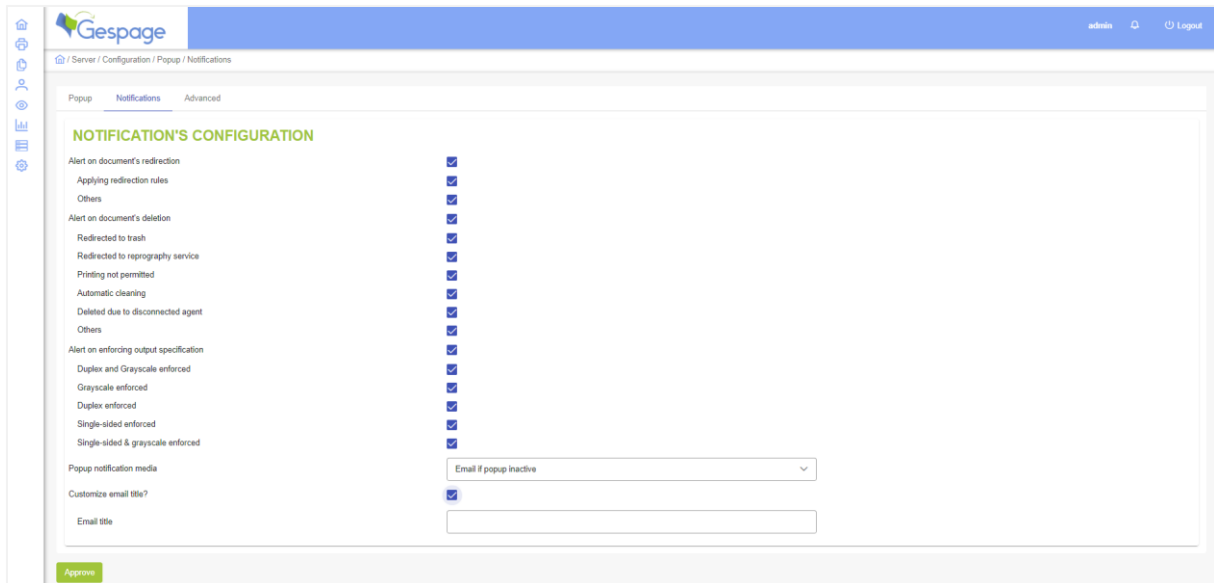 Gespage
admin Logout
/ Server / Configuration / Popup / Notifications
Popup Notifications Advanced
NOTIFICATION'S CONFIGURATION
Alert on document's redirection
Applying redirection rules
Others
Alert on document's deletion
Redirected to trash
Redirected to reprography service
Printing not permitted
Automatic cleaning
Deleted due to disconnected agent
Others
Alert on enforcing output specification
Duplex and Grayscale enforced
Grayscale enforced
Duplex enforced
Single-sided enforced
Single-sided & grayscale enforced
Popup notification media Email if popup inactive
Customize email title?
Email title
Approve